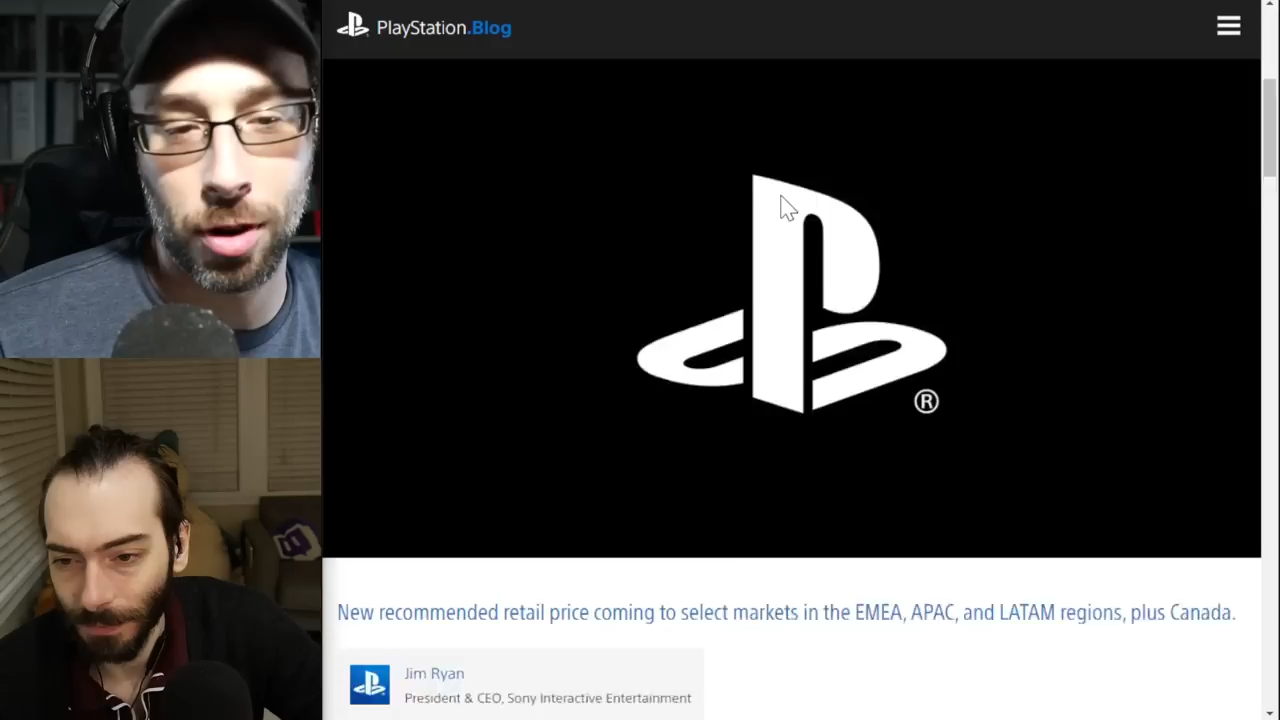 PlayStation.Blog
®
New recommended retail price coming to select markets in the EMEA, APAC, and LATAM regions, plus Canada.
Jim Ryan
President & CEO, Sony Interactive Entertainment